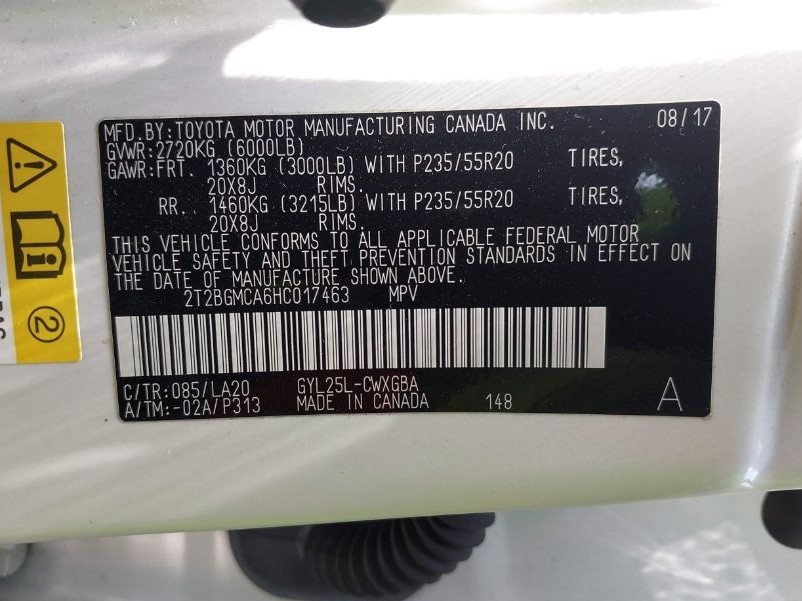 MFD.BY:TOYOTA MOTOR MANUFACTURING CANADA INC. 08/17
GVWR:2720KG (6000LB)
GAWR:FRT. 1360KG (3000LB) WITH P235/55R20 TIRES,
20X8J RIMS.
RR. 1460KG (3215LB) WITH P235/55R20 TIRES,
20X8J RIMS.
THIS VEHICLE CONFORMS TO ALL APPLICABLE FEDERAL MOTOR
VEHICLE SAFETY AND THEFT PREVENTION STANDARDS IN EFFECT ON
THE DATE OF MANUFACTURE SHOWN ABOVE.
2T2BGMCA6HC017463 MPV
C/TR:085/LA20 GYL25L-CWXGBA
A/TM:-02A/P313 MADE IN CANADA 148 A
2